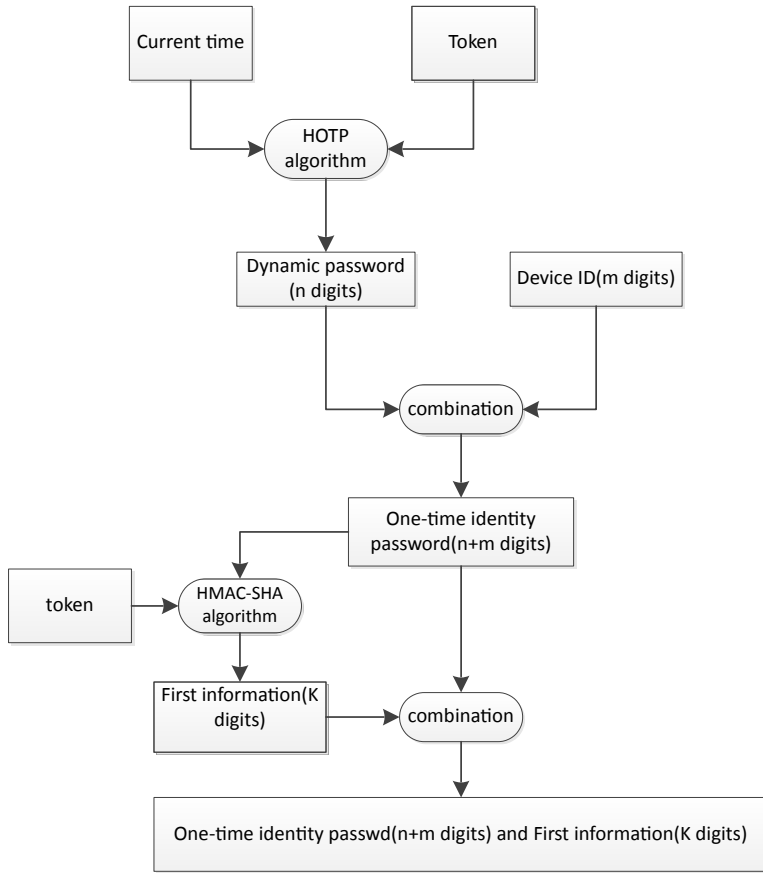 Current time
Token
HOTP
algorithm
Dynamic password
(n digits)
Device ID(m digits)
combination
One-time identity
password(n+m digits)
token
HMAC-SHA
algorithm
First information(K
digits)
combination
One-time identity passwd(n+m digits) and First information(K digits)